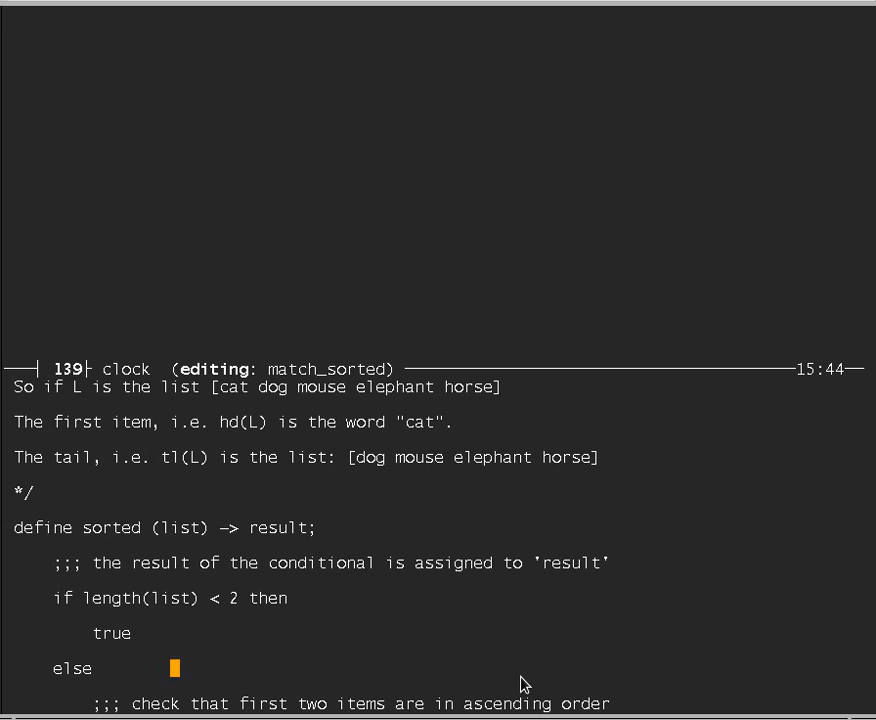 139 clock (editing: match_sorted) 15:44
So if L is the list [cat dog mouse elephant horse]
The first item, i.e. hd(L) is the word "cat".
The tail, i.e. tl(L) is the list: [dog mouse elephant horse]
*/
define sorted (list) -> result;
;;; the result of the conditional is assigned to 'result'
if length(list) < 2 then
true
else
;;; check that first two items are in ascending order